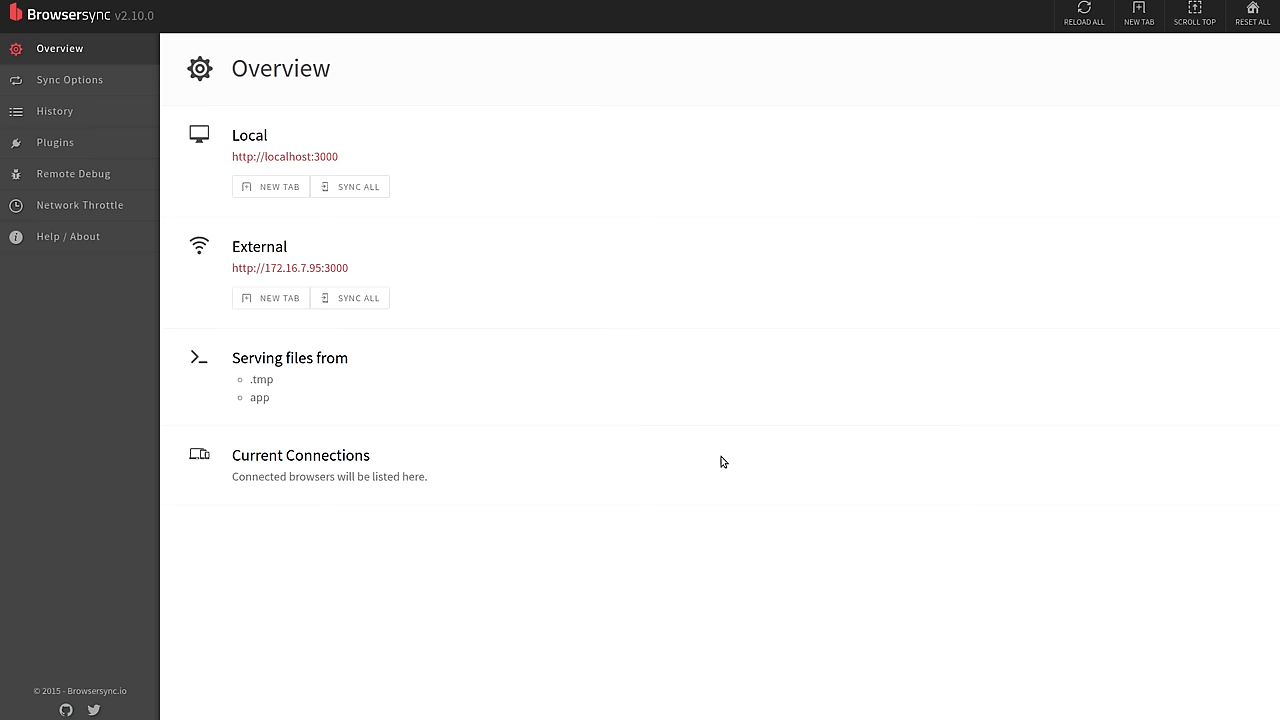 Browsersync v2.10.0
RELOAD ALL
NEW TAB
SCROLL TOP
RESET ALL
Overview
Sync Options
History
Plugins
Remote Debug
Network Throttle
Help / About
© 2015 - Browsersync.io
Overview
Local
http://localhost:3000
NEW TAB
SYNC ALL
External
http://172.16.7.95:3000
NEW TAB
SYNC ALL
Serving files from
.tmp
app
Current Connections
Connected browsers will be listed here.